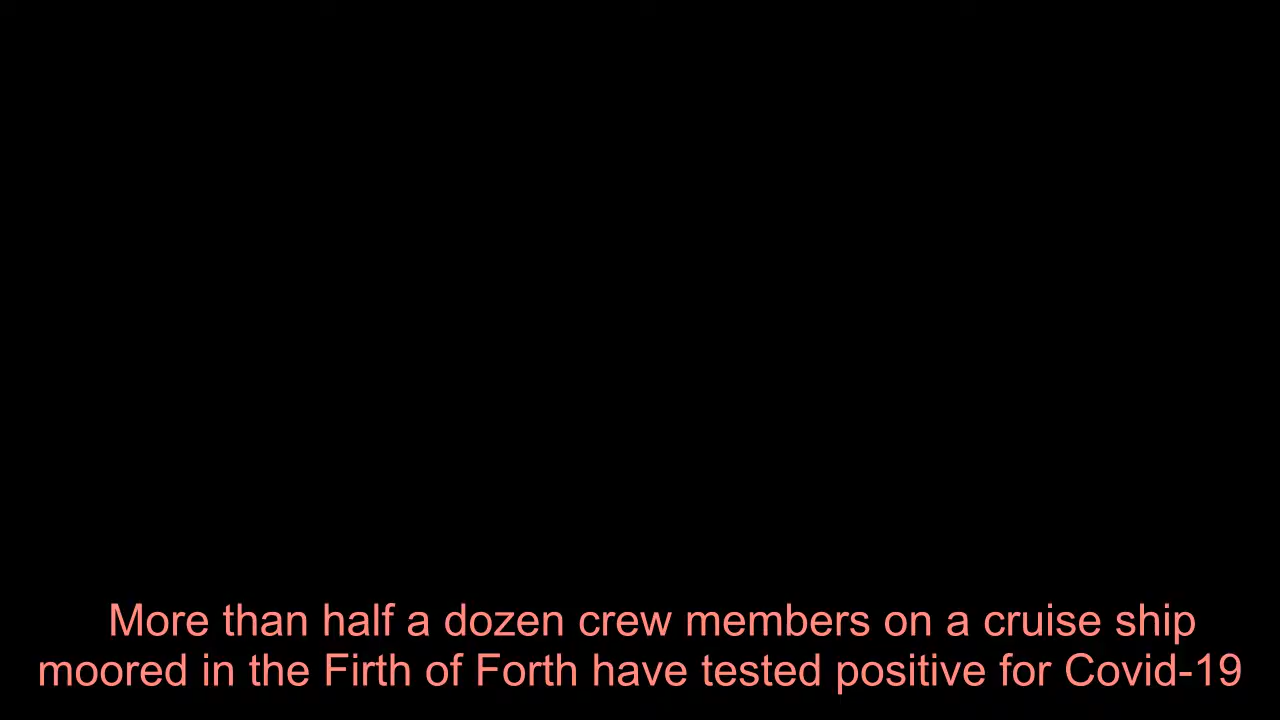 More than half a dozen crew members on a cruise ship
moored in the Firth of Forth have tested positive for Covid-19